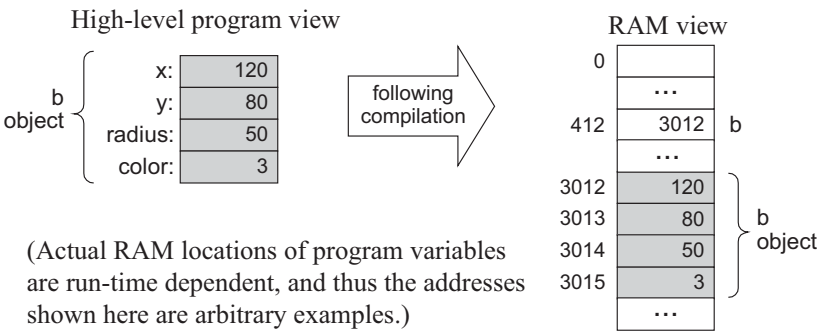 High-level program view
b
object
x: 120
y: 80
radius: 50
color: 3
following
compilation
RAM view
0
...
412 3012 b
...
3012 120
3013 80
3014 50
3015 3
...
b
object
(Actual RAM locations of program variables
are run-time dependent, and thus the addresses
shown here are arbitrary examples.)